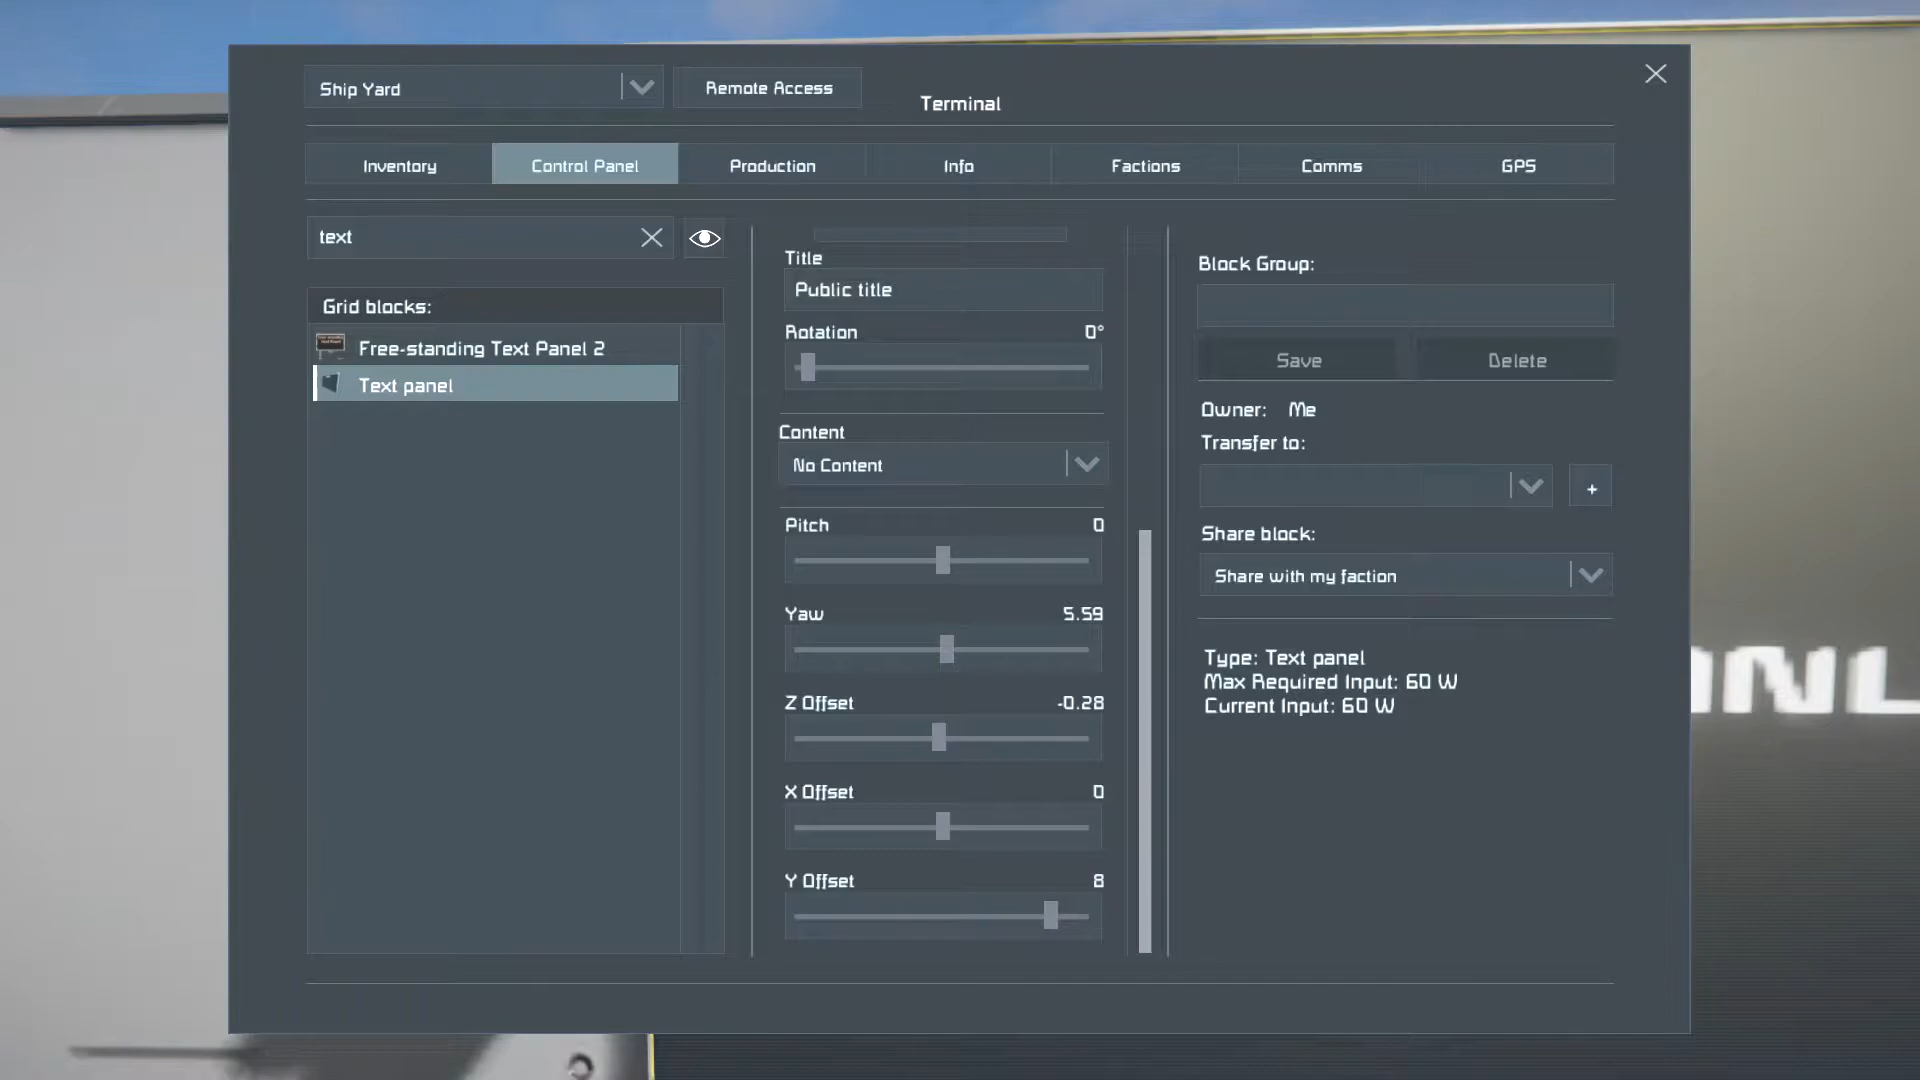 Ship Yard
Remote Access
Terminal
Inventory
Control Panel
Production
Info
Factions
Comms
GPS
text
Grid blocks:
Free-standing Text Panel 2
Text panel
Title
Public title
Rotation 0°
Content
No Content
Pitch 0
Yaw 5.59
Z Offset -0.28
X Offset 0
Y Offset 8
Block Group:
Save
Delete
Owner: Me
Transfer to:
+
Share block:
Share with my faction
Type: Text panel
Max Required Input: 60 W
Current Input: 60 W